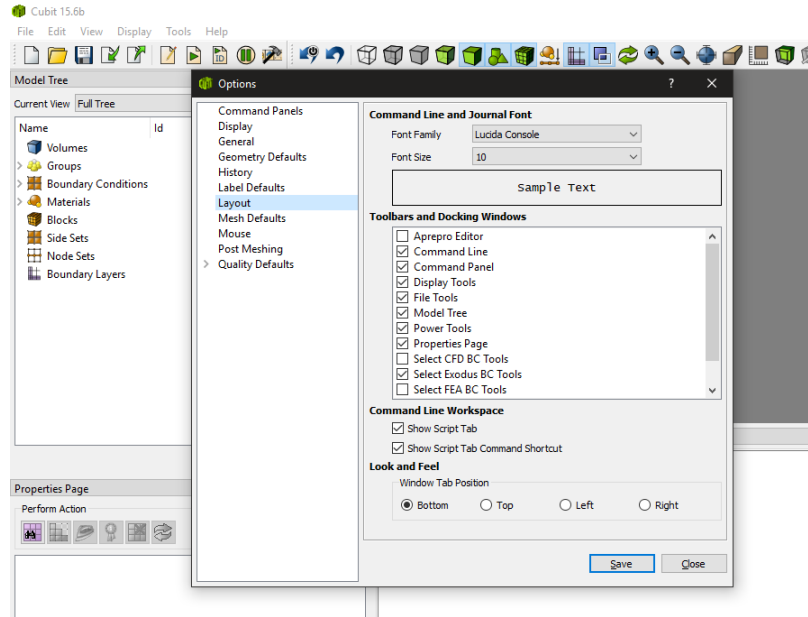 Cubit 15.6b
File Edit View Display Tools Help
Model Tree
Current View Full Tree
Name Id
Volumes
Groups
Boundary Conditions
Materials
Blocks
Side Sets
Node Sets
Boundary Layers
Properties Page
Perform Action
Options ? X
Command Panels
Display
General
Geometry Defaults
History
Label Defaults
Layout
Mesh Defaults
Mouse
Post Meshing
Quality Defaults
Command Line and Journal Font
Font Family Lucida Console
Font Size 10
Sample Text
Toolbars and Docking Windows
Aprepro Editor
Command Line
Command Panel
Display Tools
File Tools
Model Tree
Power Tools
Properties Page
Select CFD BC Tools
Select Exodus BC Tools
Select FEA BC Tools
Command Line Workspace
Show Script Tab
Show Script Tab Command Shortcut
Look and Feel
Window Tab Position
Bottom Top Left Right
Save Close